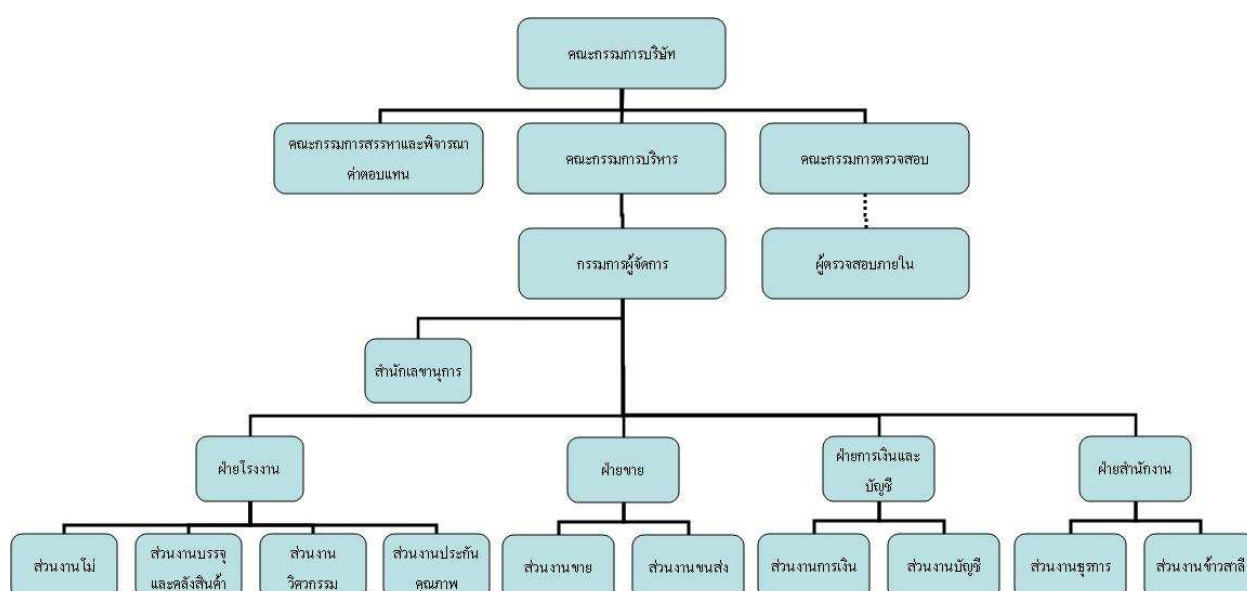 คณะกรรมการบริษัท
คณะกรรมการสรรหาและพิจารณา
ค่าตอบแทน
คณะกรรมการบริหาร
คณะกรรมการตรวจสอบ
กรรมการผู้จัดการ
ผู้ตรวจสอบภายใน
สำนักเลขานุการ
ฝ่ายโรงงาน
ฝ่ายขาย
ฝ่ายการเงินและ
บัญชี
ฝ่ายสำนักงาน
ส่วนงานโม่
ส่วนงานบรรจุ
และคลังสินค้า
ส่วนงาน
วิศวกรรม
ส่วนงานประกัน
คุณภาพ
ส่วนงานขาย
ส่วนงานขนส่ง
ส่วนงานการเงิน
ส่วนงานบัญชี
ส่วนงานธุรการ
ส่วนงานข้าวสาลี